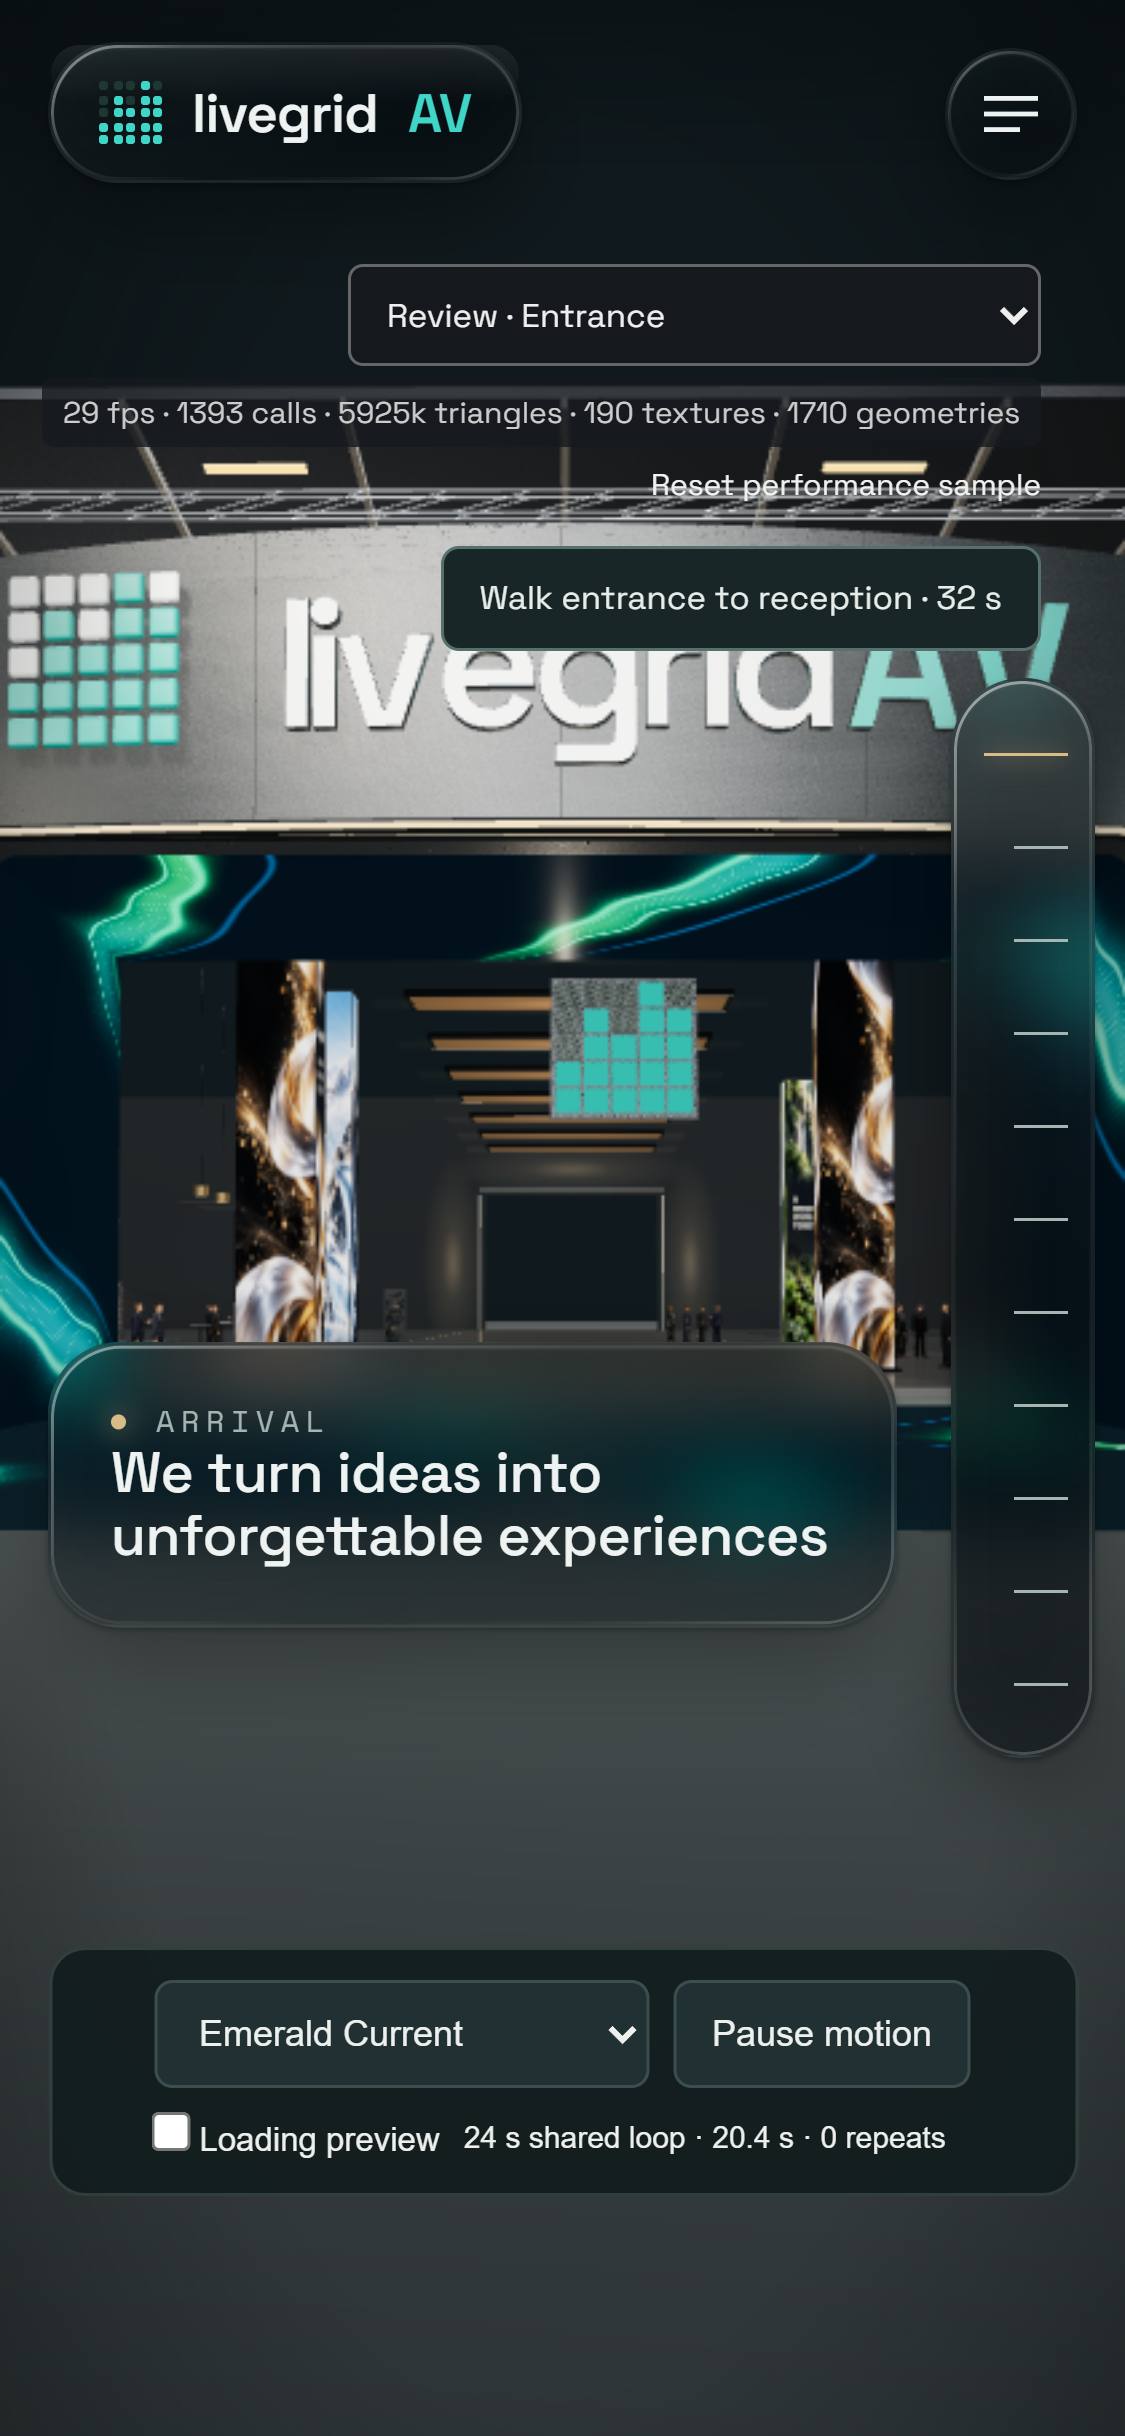 livegrid AV
Review · Entrance
29 fps · 1393 calls · 5925k triangles · 190 textures · 1710 geometries
Reset performance sample
Walk entrance to reception · 32 s
livegrid AV
ARRIVAL
We turn ideas into
unforgettable experiences
Emerald Current
Pause motion
Loading preview 24 s shared loop · 20.4 s · 0 repeats